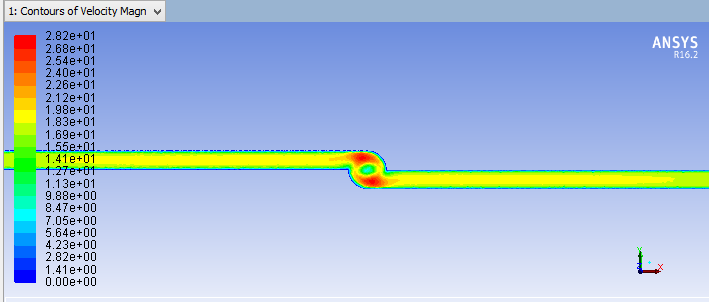 1: Contours of Velocity Magn
2.82e+01
2.68e+01
2.54e+01
2.40e+01
2.26e+01
2.12e+01
1.98e+01
1.83e+01
1.69e+01
1.55e+01
1.41e+01
1.27e+01
1.13e+01
9.88e+00
8.47e+00
7.05e+00
5.64e+00
4.23e+00
2.82e+00
1.41e+00
0.00e+00
ANSYS
R16.2
Y
Z
X